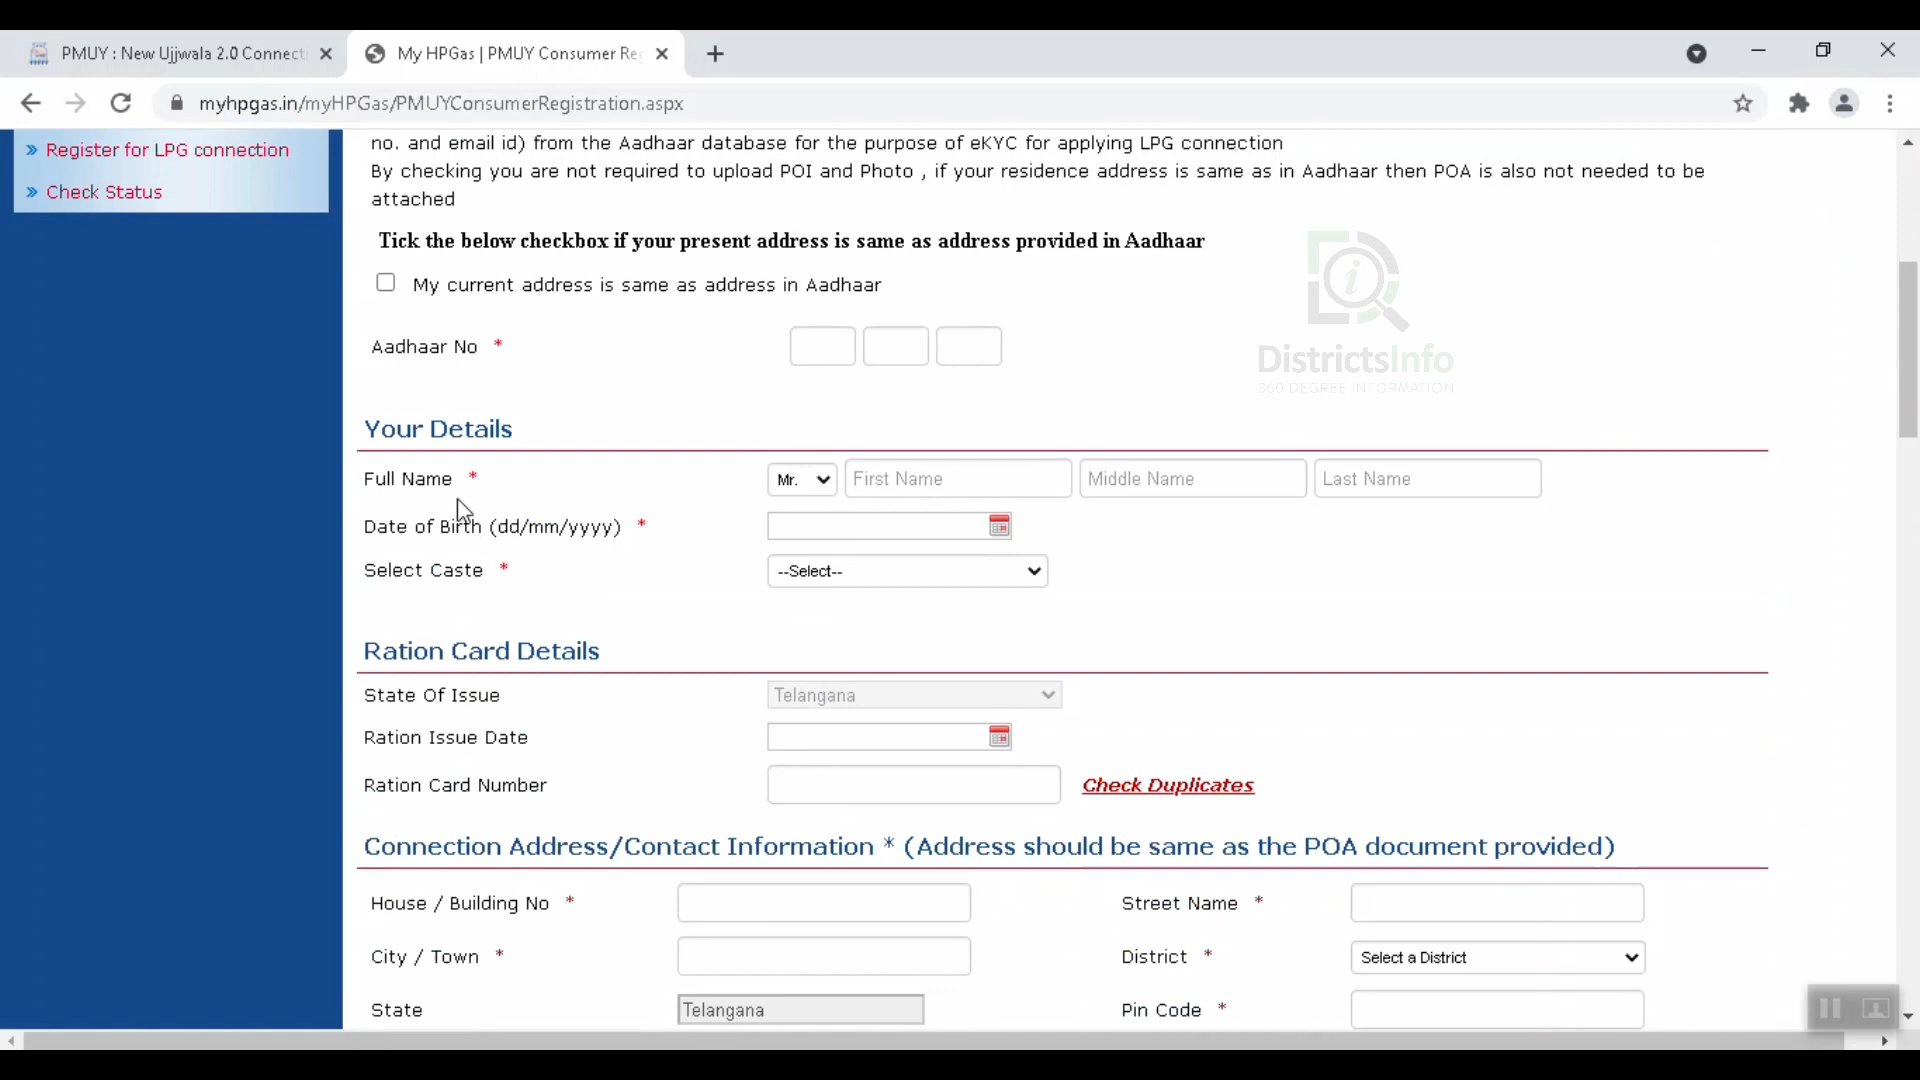 PMUY : New Ujjwala 2.0 Connect
My HPGas | PMUY Consumer Re
myhpgas.in/myHPGas/PMUYConsumerRegistration.aspx
» Register for LPG connection
» Check Status
no. and email id) from the Aadhaar database for the purpose of eKYC for applying LPG connection
By checking you are not required to upload POI and Photo , if your residence address is same as in Aadhaar then POA is also not needed to be
attached
Tick the below checkbox if your present address is same as address provided in Aadhaar
My current address is same as address in Aadhaar
Aadhaar No *
DistrictsInfo
360 DEGREE INFORMATION
Your Details
Full Name * Mr. First Name Middle Name Last Name
Date of Birth (dd/mm/yyyy) *
Select Caste * --Select--
Ration Card Details
State Of Issue Telangana
Ration Issue Date
Ration Card Number Check Duplicates
Connection Address/Contact Information * (Address should be same as the POA document provided)
House / Building No * Street Name *
City / Town * District * Select a District
State Telangana Pin Code *